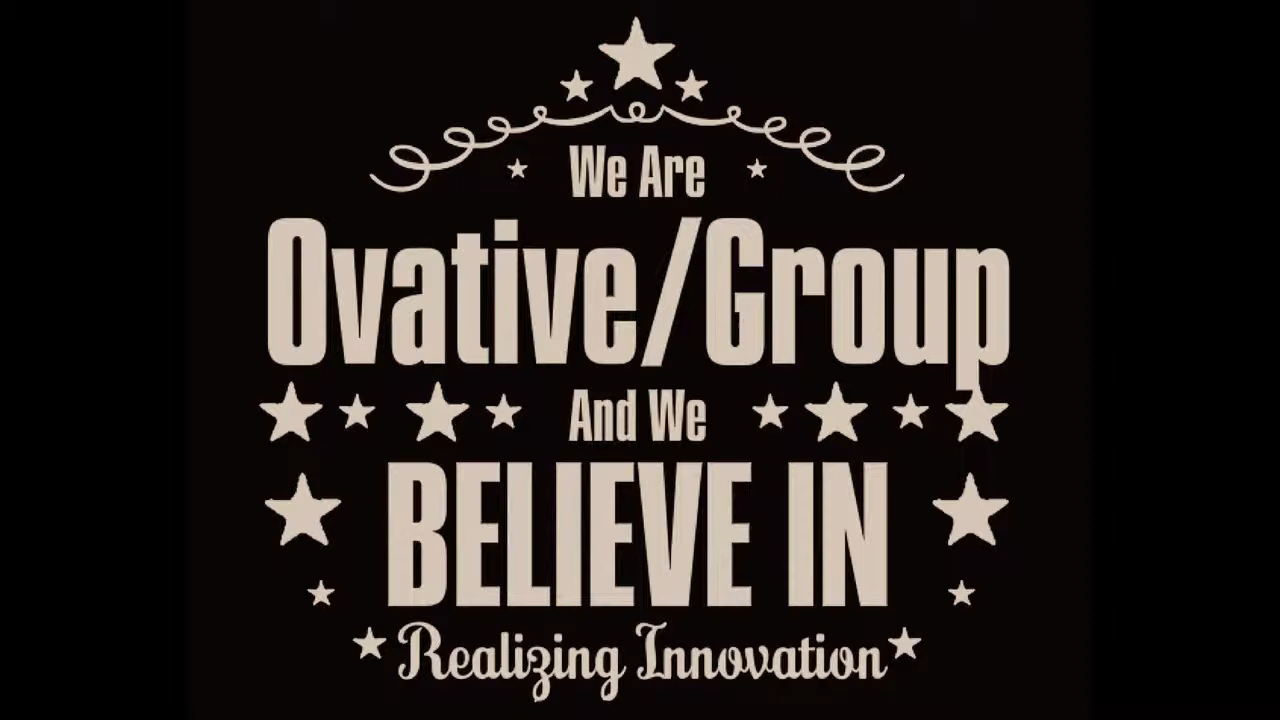 We Are
Ovative/Group
And We
BELIEVE IN
Realizing Innovation